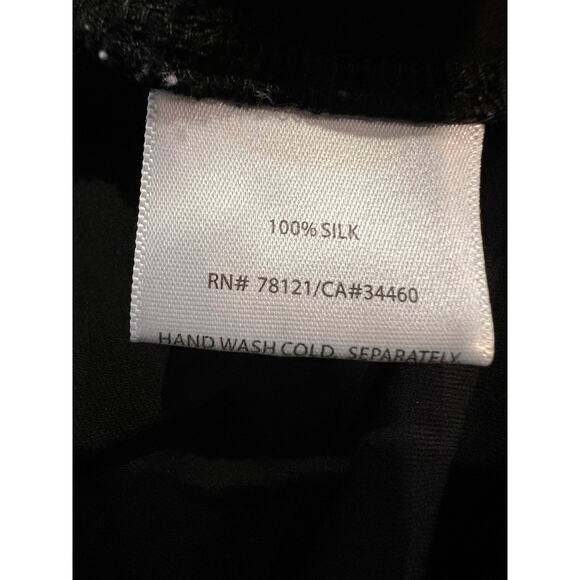 100% SILK
RN# 78121/CA#34460
HAND WASH COLD SEPARATELY